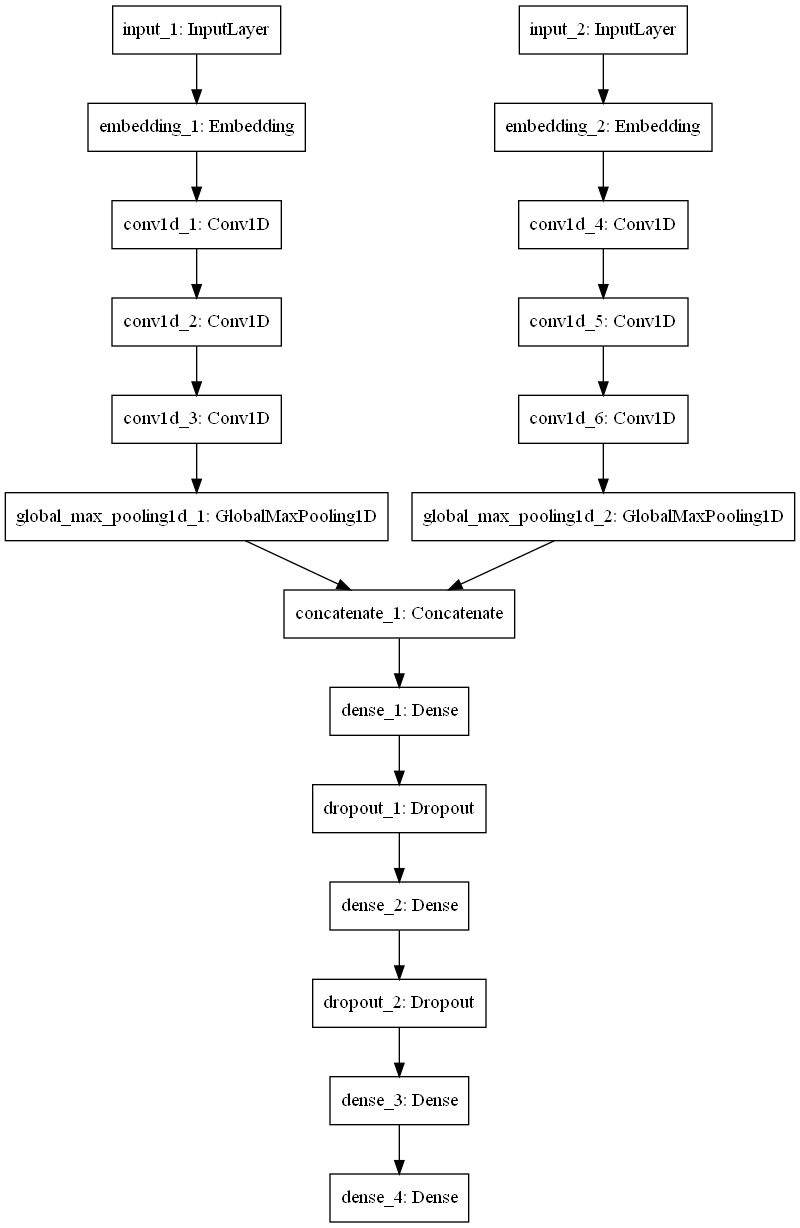 input_1: InputLayer
input_2: InputLayer
embedding_1: Embedding
embedding_2: Embedding
conv1d_1: Conv1D
conv1d_4: Conv1D
conv1d_2: Conv1D
conv1d_5: Conv1D
conv1d_3: Conv1D
conv1d_6: Conv1D
global_max_pooling1d_1: GlobalMaxPooling1D
global_max_pooling1d_2: GlobalMaxPooling1D
concatenate_1: Concatenate
dense_1: Dense
dropout_1: Dropout
dense_2: Dense
dropout_2: Dropout
dense_3: Dense
dense_4: Dense